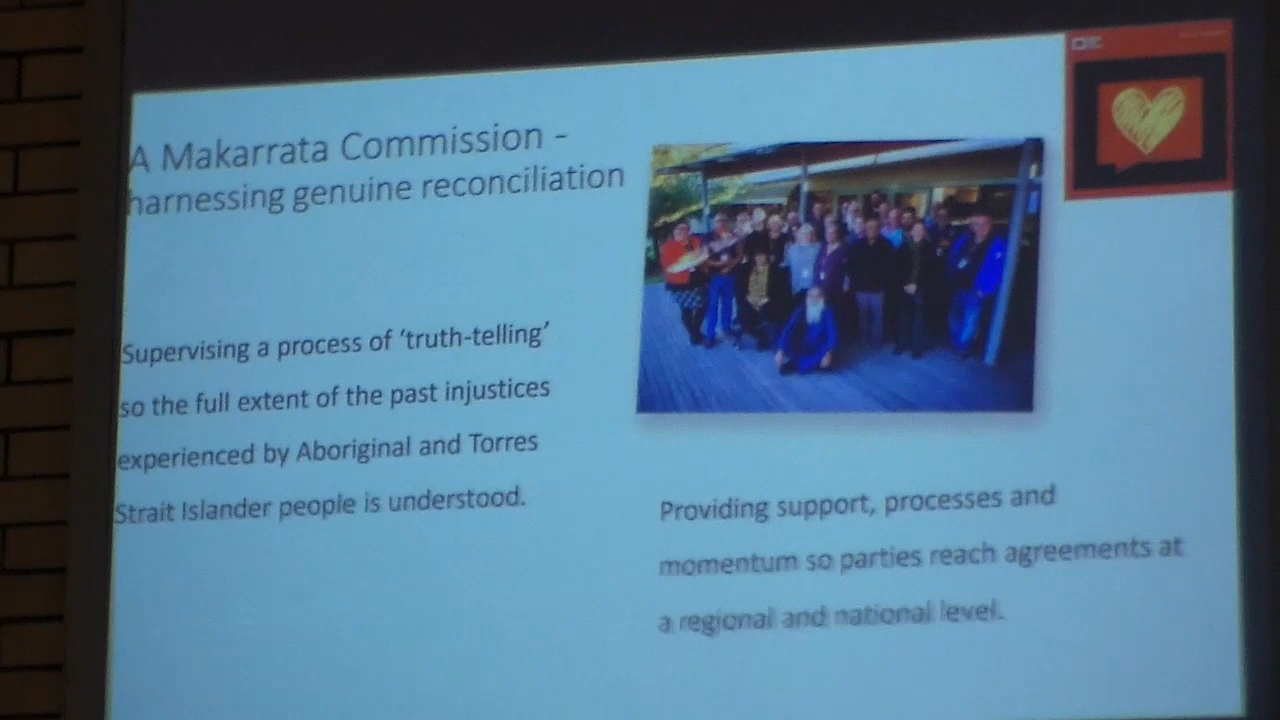 A Makarrata Commission -
harnessing genuine reconciliation
Supervising a process of ‘truth-telling’
so the full extent of the past injustices
experienced by Aboriginal and Torres
Strait Islander people is understood.
Providing support, processes and
momentum so parties reach agreements at
a regional and national level.